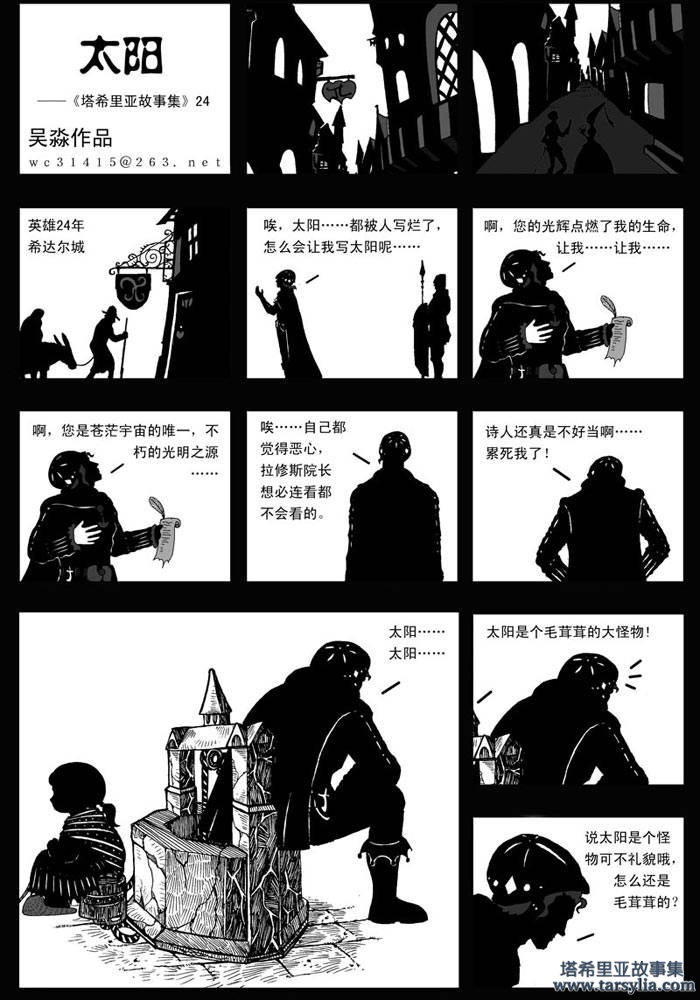 太阳
——《塔希里亚故事集》24
吴淼作品
wc31415@263.net
英雄24年
希达尔城
唉，太阳……都被人写烂了，
怎么会让我写太阳呢……
啊，您的光辉点燃了我的生命，
让我……让我……
啊，您是苍茫宇宙的唯一，不
朽的光明之源
……
唉……自己都
觉得恶心，
拉修斯院长
想必连看都
不会看的。
诗人还真是不好当啊……
累死我了！
太阳……
太阳……
太阳是个毛茸茸的大怪物！
说太阳是个怪
物可不礼貌哦，
怎么还是
毛茸茸的？
塔希里亚故事集
www.tarsylia.com